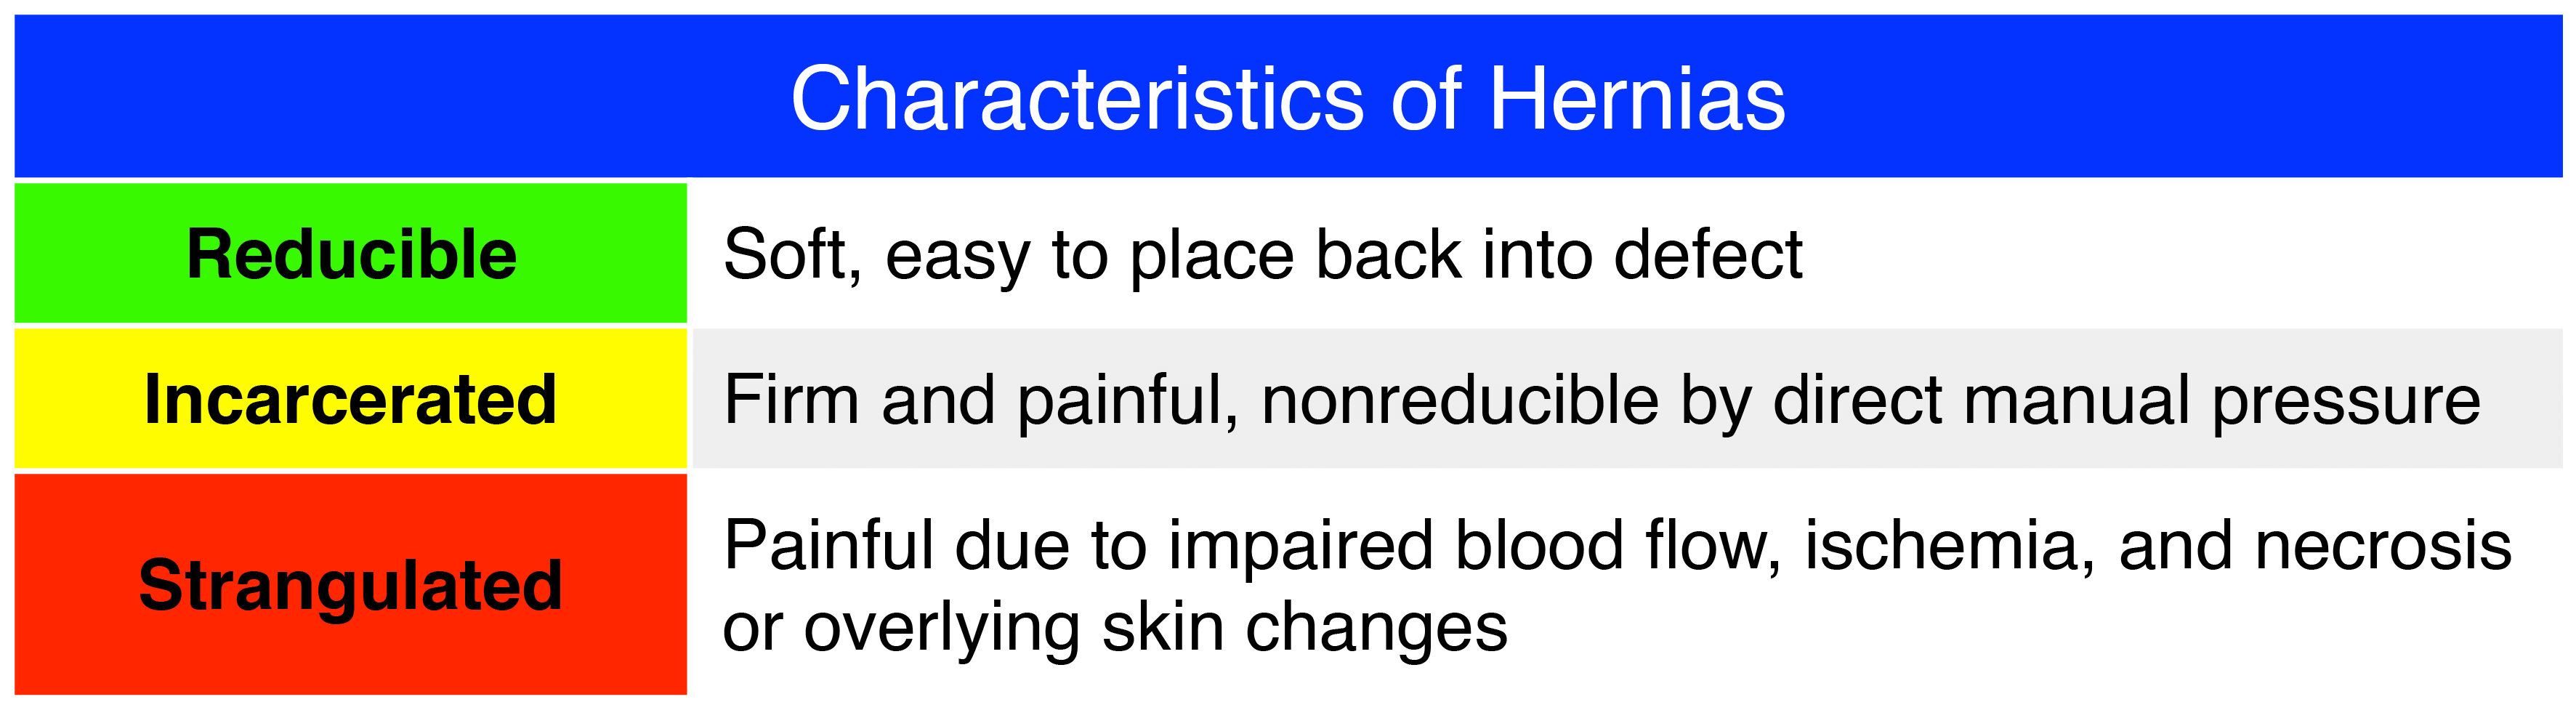 Characteristics of Hernias
Reducible
Soft, easy to place back into defect
Incarcerated
Firm and painful, nonreducible by direct manual pressure
Strangulated
Painful due to impaired blood flow, ischemia, and necrosis
or overlying skin changes